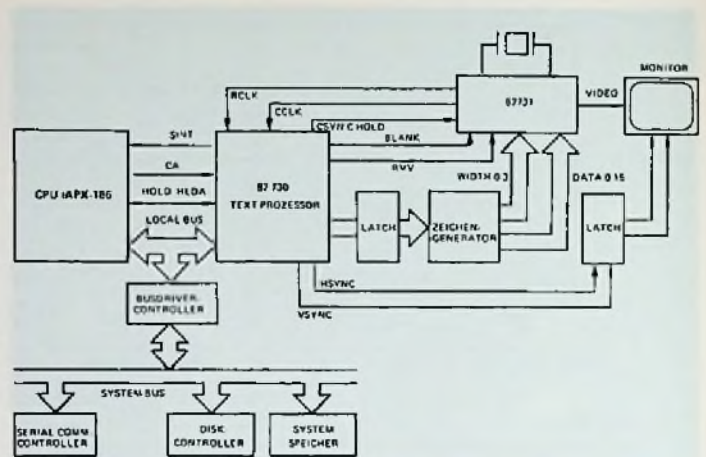 MONITOR
RCLK
82731
VIDEO
CCLK
CSYNC HOLD
SINT
BLANK
RVV
CA
CPU iAPX-186
82 730
TEXT PROZESSOR
WIDTH 0.3
DATA 0.15
HOLD HLDA
LATCH
ZEICHEN-
GENERATOR
LATCH
LOCAL BUS
HSYNC
BUSDRIVER-
CONTROLLER
VSYNC
SYSTEM BUS
SERIAL COMM.
CONTROLLER
DISK
CONTROLLER
SYSTEM
SPEICHER